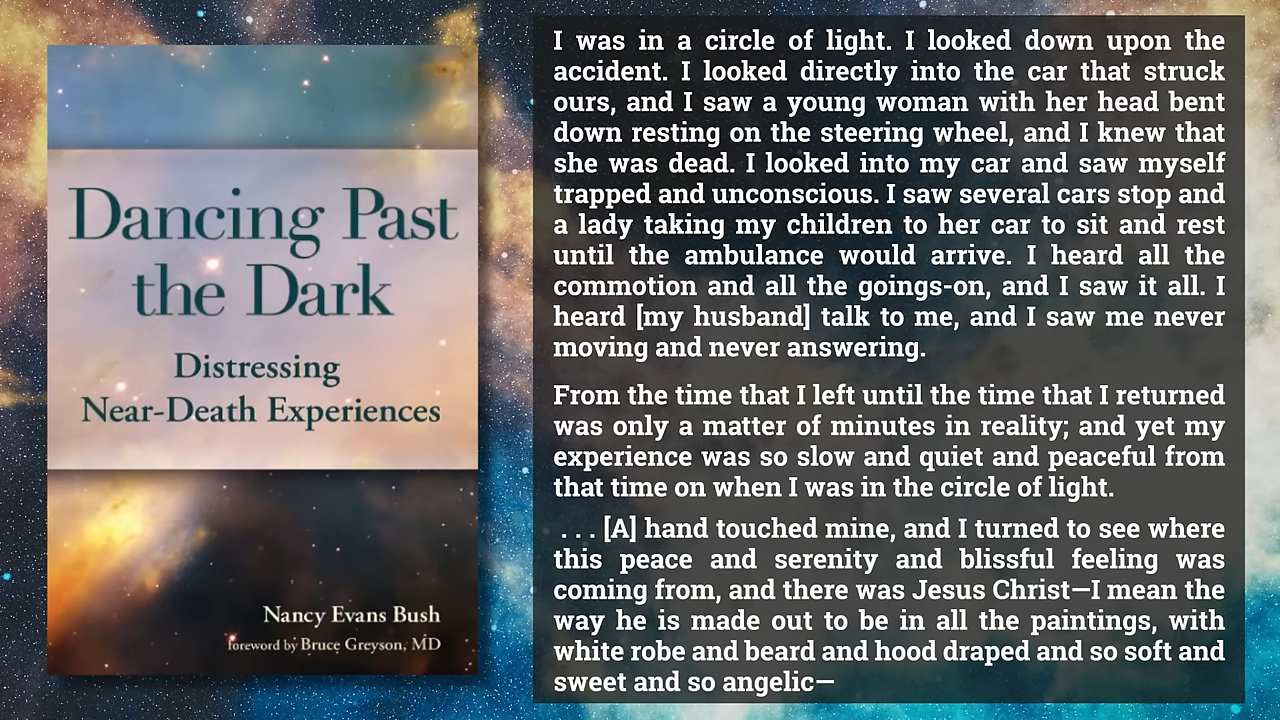 Dancing Past
the Dark
Distressing
Near-Death Experiences
Nancy Evans Bush
foreword by Bruce Greyson, MD
I was in a circle of light. I looked down upon the
accident. I looked directly into the car that struck
ours, and I saw a young woman with her head bent
down resting on the steering wheel, and I knew that
she was dead. I looked into my car and saw myself
trapped and unconscious. I saw several cars stop and
a lady taking my children to her car to sit and rest
until the ambulance would arrive. I heard all the
commotion and all the goings-on, and I saw it all. I
heard [my husband] talk to me, and I saw me never
moving and never answering.
From the time that I left until the time that I returned
was only a matter of minutes in reality; and yet my
experience was so slow and quiet and peaceful from
that time on when I was in the circle of light.
. . . [A] hand touched mine, and I turned to see where
this peace and serenity and blissful feeling was
coming from, and there was Jesus Christ—I mean the
way he is made out to be in all the paintings, with
white robe and beard and hood draped and so soft and
sweet and so angelic—